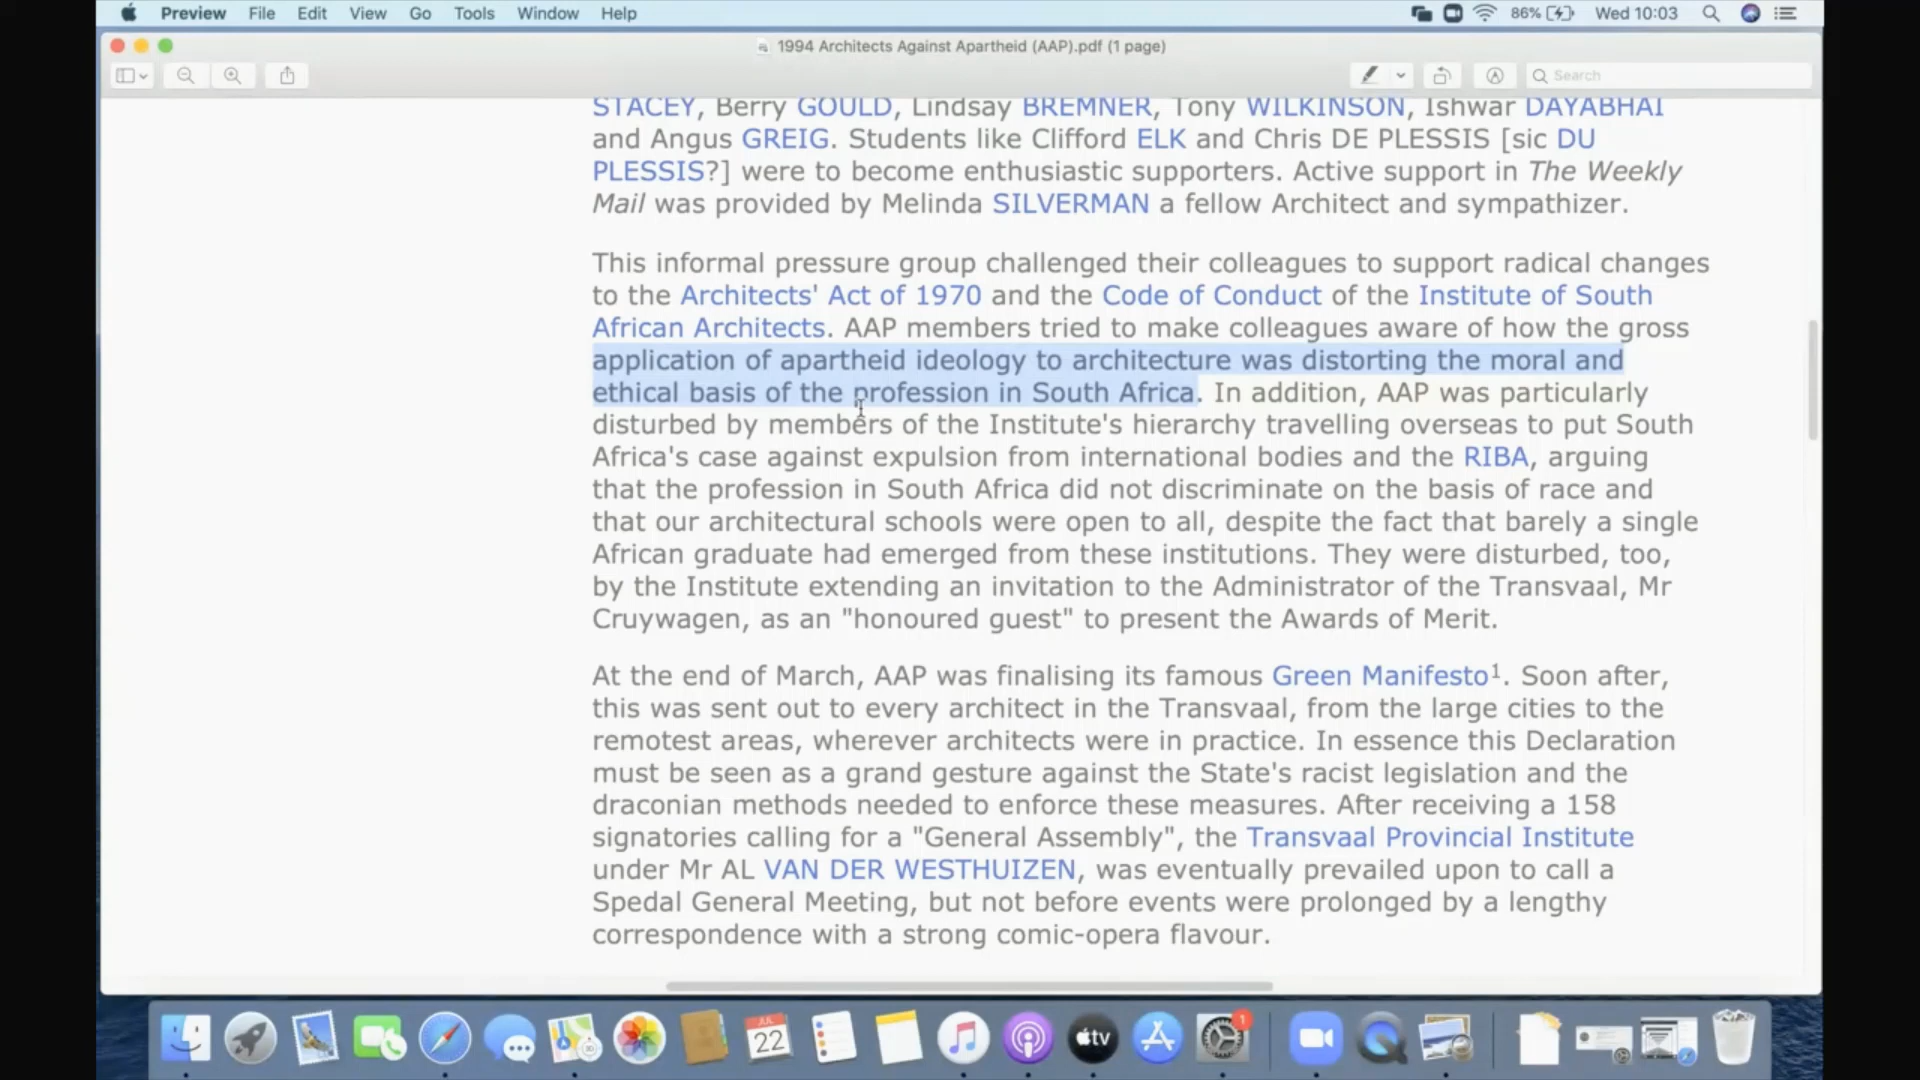 Preview File Edit View Go Tools Window Help 86% Wed 10:03
1994 Architects Against Apartheid (AAP).pdf (1 page)
Search
STACEY, Berry GOULD, Lindsay BREMNER, Tony WILKINSON, Ishwar DAYABHAI
and Angus GREIG. Students like Clifford ELK and Chris DE PLESSIS [sic DU
PLESSIS?] were to become enthusiastic supporters. Active support in The Weekly
Mail was provided by Melinda SILVERMAN a fellow Architect and sympathizer.
This informal pressure group challenged their colleagues to support radical changes
to the Architects' Act of 1970 and the Code of Conduct of the Institute of South
African Architects. AAP members tried to make colleagues aware of how the gross
application of apartheid ideology to architecture was distorting the moral and
ethical basis of the profession in South Africa. In addition, AAP was particularly
disturbed by members of the Institute's hierarchy travelling overseas to put South
Africa's case against expulsion from international bodies and the RIBA, arguing
that the profession in South Africa did not discriminate on the basis of race and
that our architectural schools were open to all, despite the fact that barely a single
African graduate had emerged from these institutions. They were disturbed, too,
by the Institute extending an invitation to the Administrator of the Transvaal, Mr
Cruywagen, as an "honoured guest" to present the Awards of Merit.
At the end of March, AAP was finalising its famous Green Manifesto1. Soon after,
this was sent out to every architect in the Transvaal, from the large cities to the
remotest areas, wherever architects were in practice. In essence this Declaration
must be seen as a grand gesture against the State's racist legislation and the
draconian methods needed to enforce these measures. After receiving a 158
signatories calling for a "General Assembly", the Transvaal Provincial Institute
under Mr AL VAN DER WESTHUIZEN, was eventually prevailed upon to call a
Spedal General Meeting, but not before events were prolonged by a lengthy
correspondence with a strong comic-opera flavour.
JUL
22
tv
1